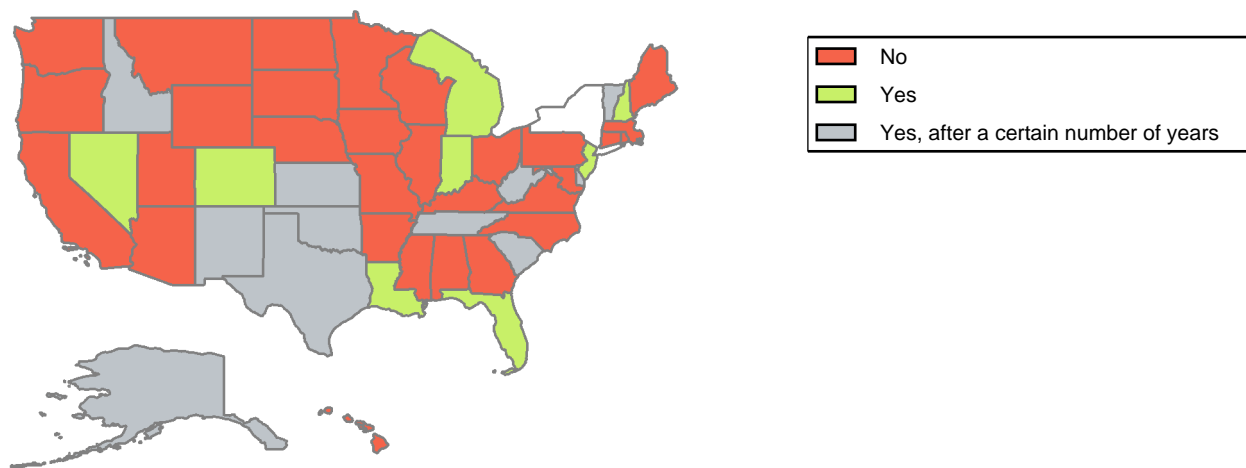 No
Yes
Yes, after a certain number of years